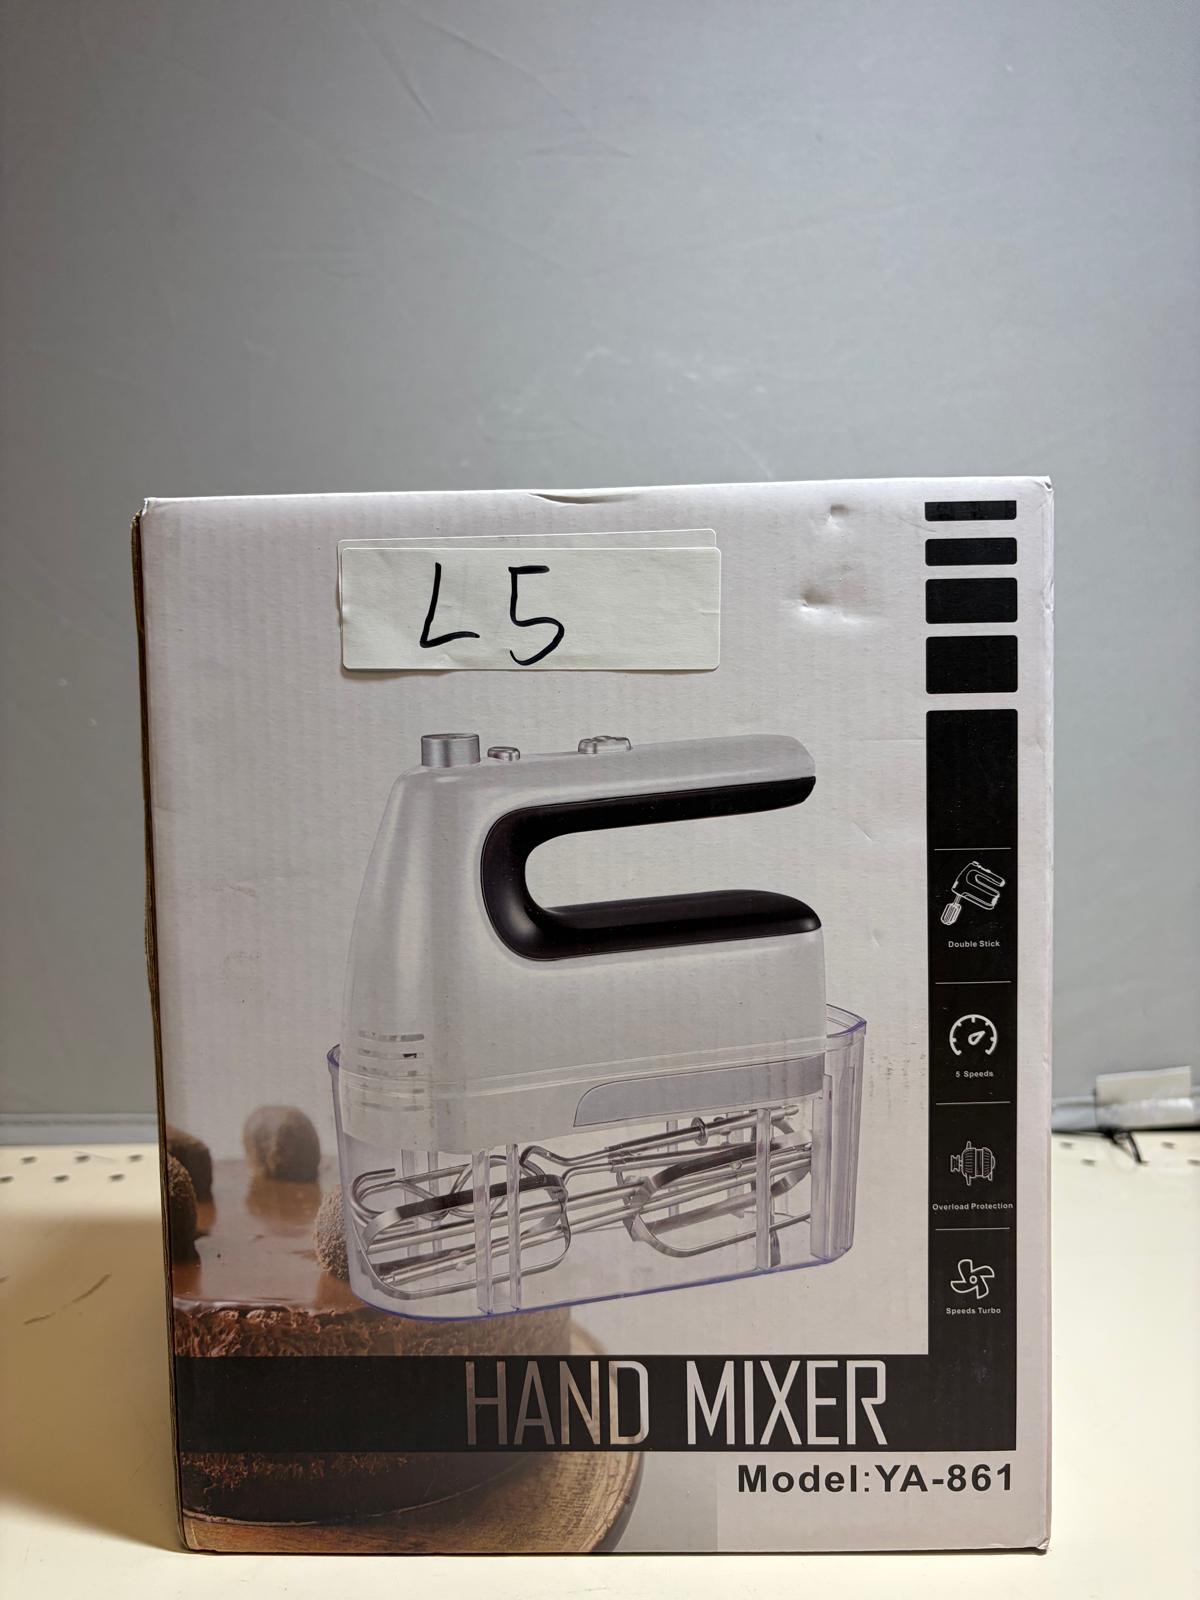 L5
Double Stick
5 Speeds
Overload Protection
Speeds Turbo
HAND MIXER
Model:YA-861